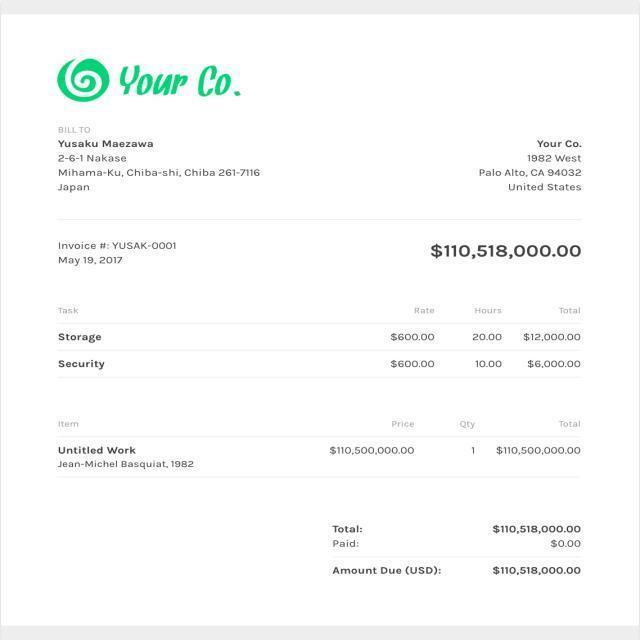 Your Co.
BILL TO
Yusaku Maezawa
2-6-1 Nakase
Mihama-Ku, Chiba-shi, Chiba 261-7116
Japan
Your Co.
1982 West
Palo Alto, CA 94032
United States
Invoice #: YUSAK-0001
May 19, 2017
$110,518,000.00
Task Rate Hours Total
Storage $600.00 20.00 $12,000.00
Security $600.00 10.00 $6,000.00
Item Price Qty Total
Untitled Work $110,500,000.00 1 $110,500,000.00
Jean-Michel Basquiat, 1982
Total: $110,518,000.00
Paid: $0.00
Amount Due (USD): $110,518,000.00